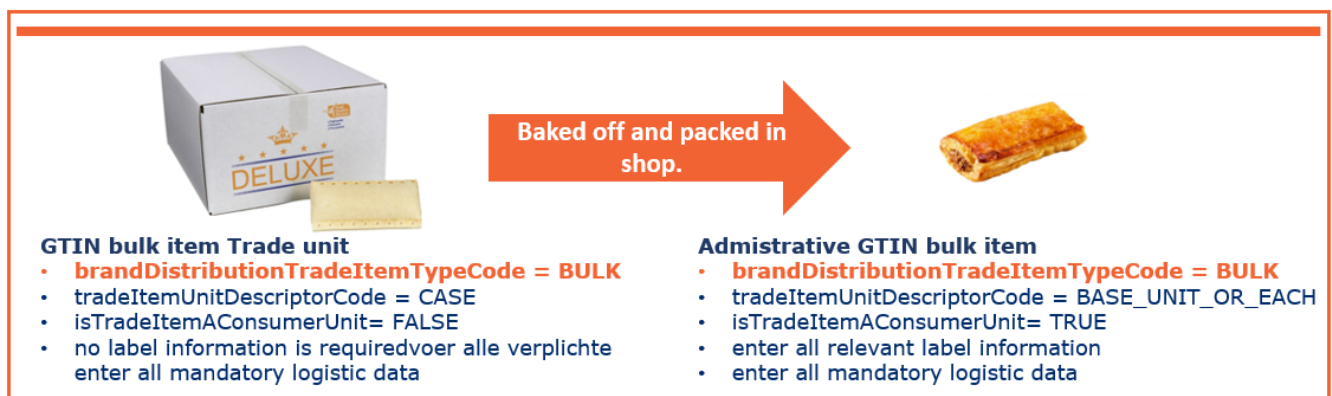 DELUXE
Baked off and packed in
shop.
GTIN bulk item Trade unit
• brandDistributionTradeItemTypeCode = BULK
• tradeItemUnitDescriptorCode = CASE
• isTradeItemAConsumerUnit= FALSE
• no label information is requiredvoer alle verplichte
enter all mandatory logistic data
Admistrative GTIN bulk item
• brandDistributionTradeItemTypeCode = BULK
• tradeItemUnitDescriptorCode = BASE_UNIT_OR_EACH
• isTradeItemAConsumerUnit= TRUE
• enter all relevant label information
• enter all mandatory logistic data